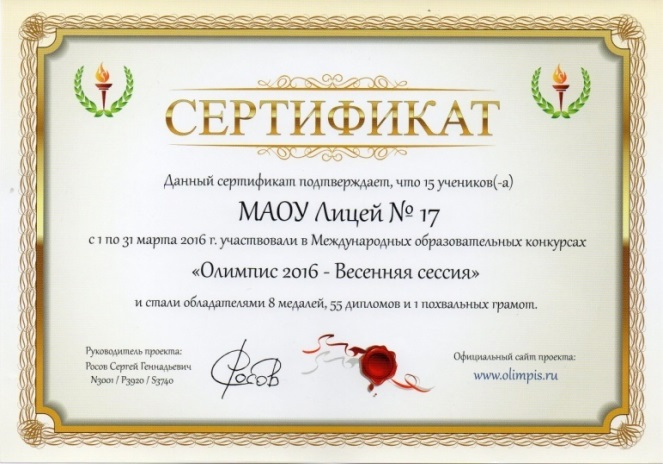 СЕРТИФИКАТ
Данный сертификат подтверждает, что 15 учеников(-а)
МАОУ Лицей № 17
с 1 по 31 марта 2016 г. участвовали в Международных образовательных конкурсах
«Олимпис 2016 - Весенняя сессия»
и стали обладателями 8 медалей, 55 дипломов и 1 похвальных грамот.
Руководитель проекта:
Росов Сергей Геннадьевич
N3001 / P3920 / S3740
Росов
Официальный сайт проекта:
www.olimpis.ru